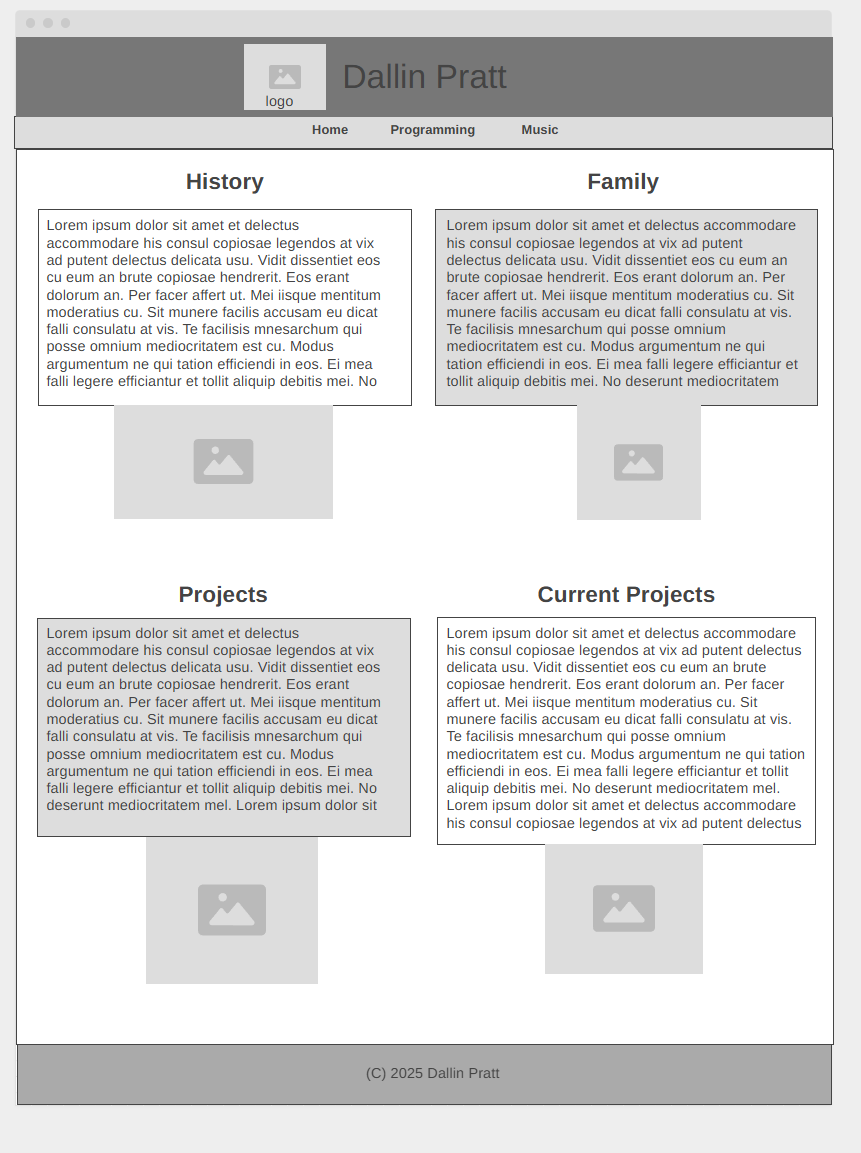 logo
Dallin Pratt
Home Programming Music
History
Lorem ipsum dolor sit amet et delectus
accommodare his consul copiosae legendos at vix
ad putent delectus delicata usu. Vidit dissentiet eos
cu eum an brute copiosae hendrerit. Eos erant
dolorum an. Per facer affert ut. Mei iisque mentitum
moderatius cu. Sit munere facilis accusam eu dicat
falli consulatu at vis. Te facilisis mnesarchum qui
posse omnium mediocritatem est cu. Modus
argumentum ne qui tation efficiendi in eos. Ei mea
falli legere efficiantur et tollit aliquip debitis mei. No
Family
Lorem ipsum dolor sit amet et delectus accommodare
his consul copiosae legendos at vix ad putent
delectus delicata usu. Vidit dissentiet eos cu eum an
brute copiosae hendrerit. Eos erant dolorum an. Per
facer affert ut. Mei iisque mentitum moderatius cu. Sit
munere facilis accusam eu dicat falli consulatu at vis.
Te facilisis mnesarchum qui posse omnium
mediocritatem est cu. Modus argumentum ne qui
tation efficiendi in eos. Ei mea falli legere efficiantur et
tollit aliquip debitis mei. No deserunt mediocritatem
Projects
Lorem ipsum dolor sit amet et delectus
accommodare his consul copiosae legendos at vix
ad putent delectus delicata usu. Vidit dissentiet eos
cu eum an brute copiosae hendrerit. Eos erant
dolorum an. Per facer affert ut. Mei iisque mentitum
moderatius cu. Sit munere facilis accusam eu dicat
falli consulatu at vis. Te facilisis mnesarchum qui
posse omnium mediocritatem est cu. Modus
argumentum ne qui tation efficiendi in eos. Ei mea
falli legere efficiantur et tollit aliquip debitis mei. No
deserunt mediocritatem mel. Lorem ipsum dolor sit
Current Projects
Lorem ipsum dolor sit amet et delectus accommodare
his consul copiosae legendos at vix ad putent delectus
delicata usu. Vidit dissentiet eos cu eum an brute
copiosae hendrerit. Eos erant dolorum an. Per facer
affert ut. Mei iisque mentitum moderatius cu. Sit
munere facilis accusam eu dicat falli consulatu at vis.
Te facilisis mnesarchum qui posse omnium
mediocritatem est cu. Modus argumentum ne qui tation
efficiendi in eos. Ei mea falli legere efficiantur et tollit
aliquip debitis mei. No deserunt mediocritatem mel.
Lorem ipsum dolor sit amet et delectus accommodare
his consul copiosae legendos at vix ad putent delectus
(C) 2025 Dallin Pratt